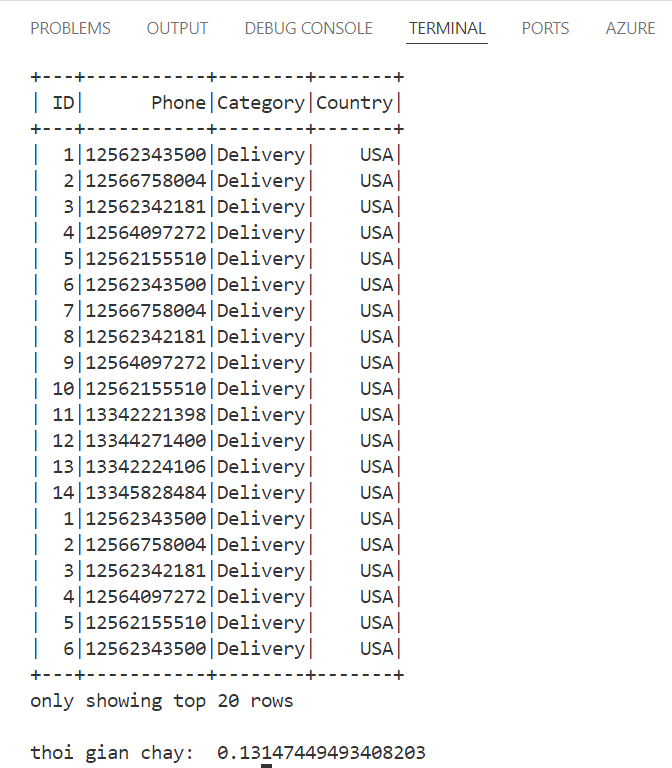 PROBLEMS OUTPUT DEBUG CONSOLE TERMINAL PORTS AZURE
+---+-----------+--------+-------+
| ID|      Phone|Category|Country|
+---+-----------+--------+-------+
|  1|12562343500|Delivery|    USA|
|  2|12566758004|Delivery|    USA|
|  3|12562342181|Delivery|    USA|
|  4|12564097272|Delivery|    USA|
|  5|12562155510|Delivery|    USA|
|  6|12562343500|Delivery|    USA|
|  7|12566758004|Delivery|    USA|
|  8|12562342181|Delivery|    USA|
|  9|12564097272|Delivery|    USA|
| 10|12562155510|Delivery|    USA|
| 11|13342221398|Delivery|    USA|
| 12|13344271400|Delivery|    USA|
| 13|13342224106|Delivery|    USA|
| 14|13345828484|Delivery|    USA|
|  1|12562343500|Delivery|    USA|
|  2|12566758004|Delivery|    USA|
|  3|12562342181|Delivery|    USA|
|  4|12564097272|Delivery|    USA|
|  5|12562155510|Delivery|    USA|
|  6|12562343500|Delivery|    USA|
+---+-----------+--------+-------+
only showing top 20 rows
thoi gian chay:  0.13147449493408203